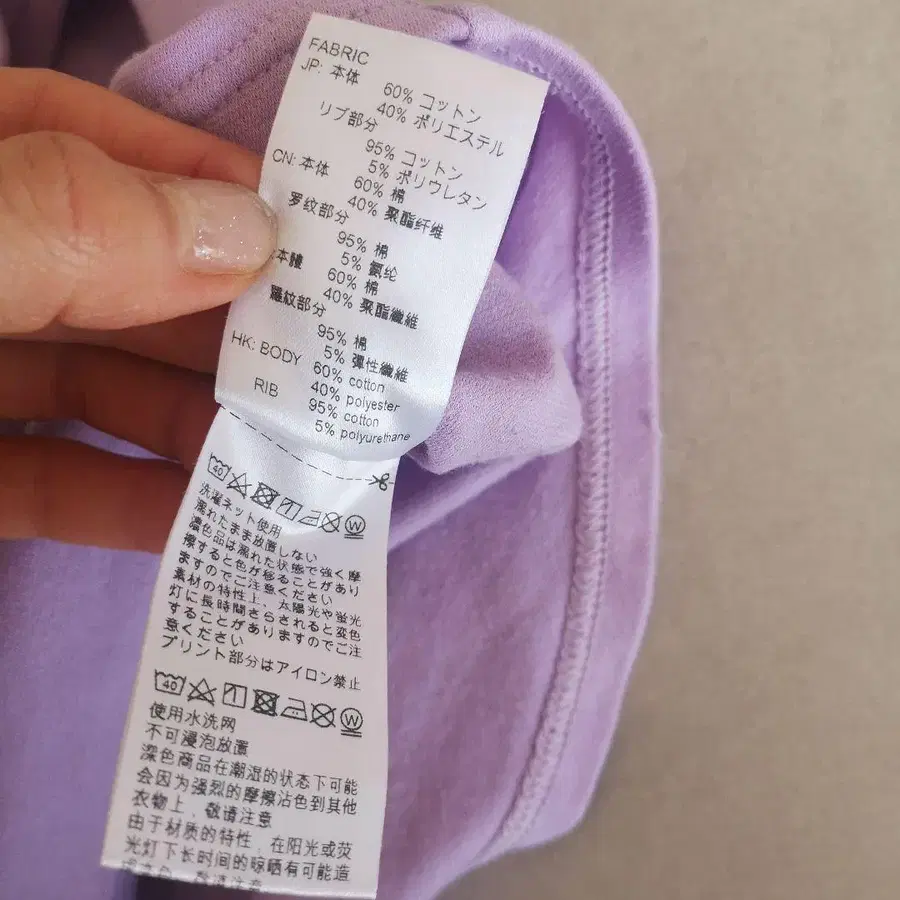 FABRIC
JP: 本体
60% コットン
40% ポリエステル
リブ部分
95% コットン
5% ポリウレタン
CN: 本体
60% 棉
40% 聚酯纤维
罗纹部分
95% 棉
5% 氨纶
本體
60% 棉
40% 聚酯纖維
羅紋部分
95% 棉
5% 彈性纖維
HK: BODY
60% cotton
40% polyester
RIB
95% cotton
5% polyurethane
40 W
洗濯ネット使用
濡れたまま放置しない
濃色品は濡れた状態で強く摩
擦すると色が移ることがあり
ますのでご注意ください
素材の特性上、太陽光や蛍光
灯に長時間さらされると変色
することがありますのでご注
意ください
プリント部分はアイロン禁止
40 W
使用水洗网
不可浸泡放置
深色商品在潮湿的状态下可能
会因为强烈的摩擦沾色到其他
衣物上，敬请注意
由于材质的特性，在阳光或荧
光灯下长时间的晾晒有可能造
敬请注意